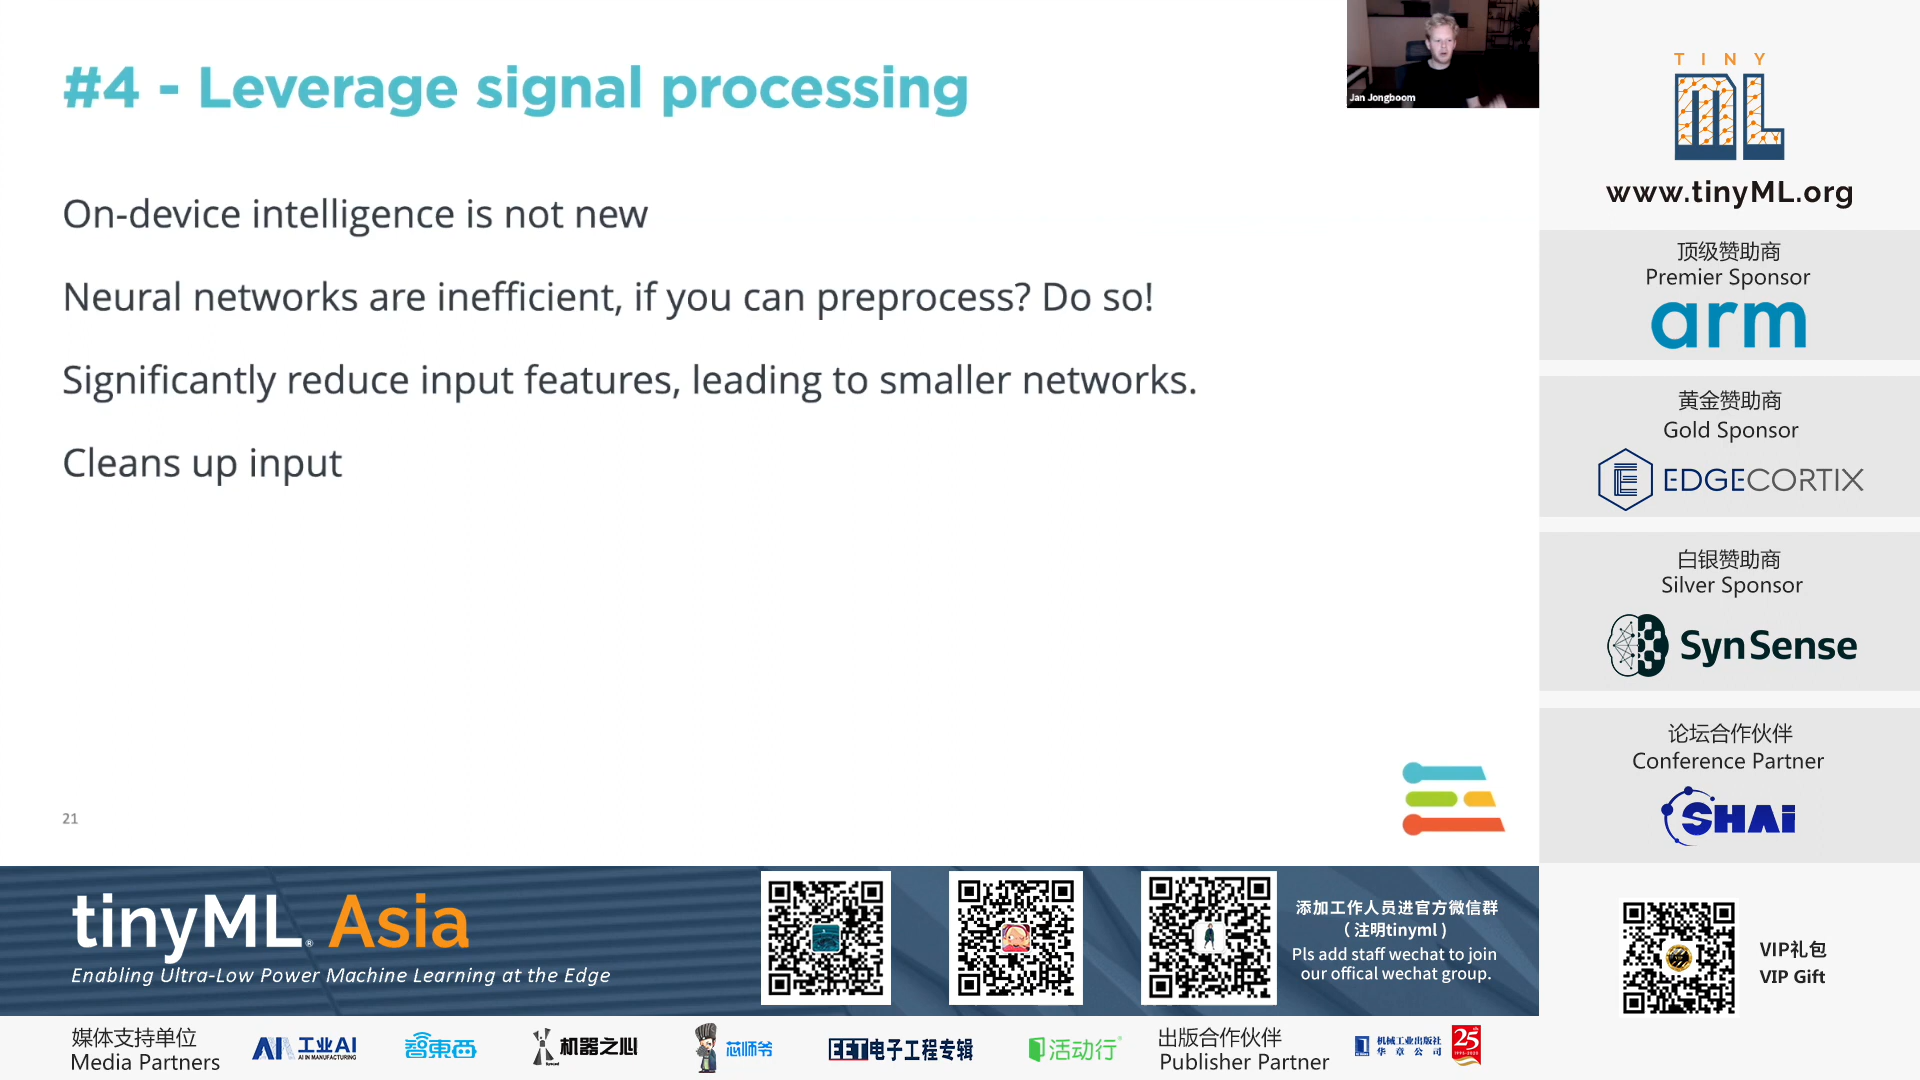 #4 - Leverage signal processing
On-device intelligence is not new
Neural networks are inefficient, if you can preprocess? Do so!
Significantly reduce input features, leading to smaller networks.
Cleans up input
21
Jan Jongboom
TINY
ML
www.tinyML.org
顶级赞助商
Premier Sponsor
arm
黄金赞助商
Gold Sponsor
EDGECORTIX
白银赞助商
Silver Sponsor
SynSense
论坛合作伙伴
Conference Partner
SHAi
tinyML® Asia
Enabling Ultra-Low Power Machine Learning at the Edge
添加工作人员进官方微信群
(注明tinyml)
Pls add staff wechat to join
our offical wechat group.
VIP礼包
VIP Gift
媒体支持单位
Media Partners
工业AI
AI IN MANUFACTURING
智東西
机器之心
Synced
芯师爷
EET电子工程专辑
活动行
出版合作伙伴
Publisher Partner
机械工业出版社
华章公司
25
1995-2020